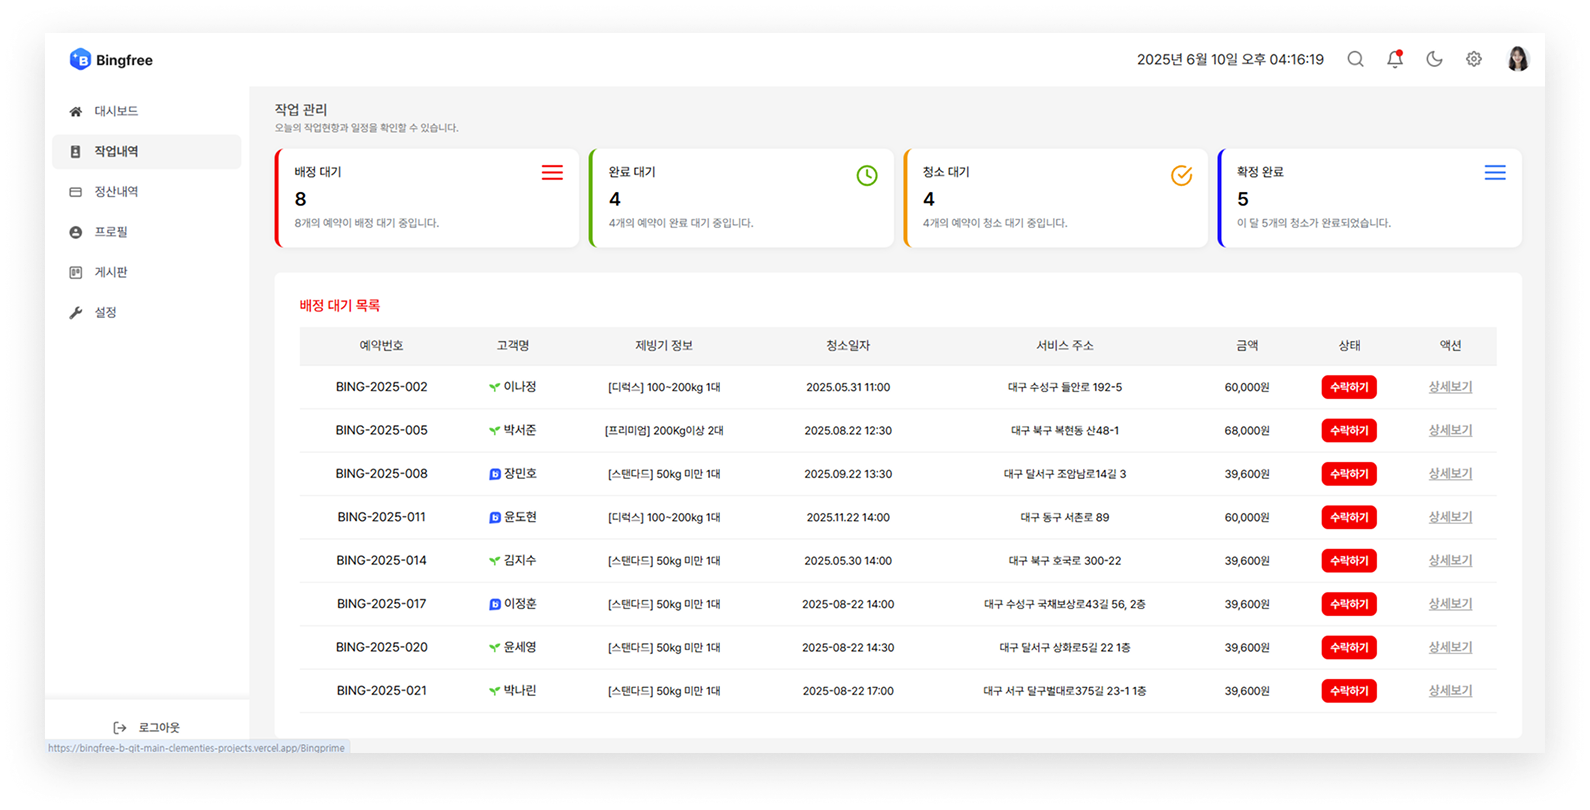 Bingfree
2025년 6월 10일 오후 04:16:19
대시보드
작업내역
정산내역
프로필
게시판
설정
로그아웃
작업 관리
오늘의 작업현황과 일정을 확인할 수 있습니다.
배정 대기
8
8개의 예약이 배정 대기 중입니다.
완료 대기
4
4개의 예약이 완료 대기 중입니다.
청소 대기
4
4개의 예약이 청소 대기 중입니다.
확정 완료
5
이 달 5개의 청소가 완료되었습니다.
배정 대기 목록
예약번호 고객명 제빙기 정보 청소일자 서비스 주소 금액 상태 액션
BING-2025-002 이나정 [디럭스] 100~200kg 1대 2025.05.31 11:00 대구 수성구 들안로 192-5 60,000원 수락하기 상세보기
BING-2025-005 박서준 [프리미엄] 200Kg이상 2대 2025.08.22 12:30 대구 북구 복현동 산48-1 68,000원 수락하기 상세보기
BING-2025-008 장민호 [스탠다드] 50kg 미만 1대 2025.09.22 13:30 대구 달서구 조암남로14길 3 39,600원 수락하기 상세보기
BING-2025-011 윤도현 [디럭스] 100~200kg 1대 2025.11.22 14:00 대구 동구 서촌로 89 60,000원 수락하기 상세보기
BING-2025-014 김지수 [스탠다드] 50kg 미만 1대 2025.05.30 14:00 대구 북구 호국로 300-22 39,600원 수락하기 상세보기
BING-2025-017 이정훈 [스탠다드] 50kg 미만 1대 2025-08-22 14:00 대구 수성구 국채보상로43길 56, 2층 39,600원 수락하기 상세보기
BING-2025-020 윤세영 [스탠다드] 50kg 미만 1대 2025-08-22 14:30 대구 달서구 상화로5길 22 1층 39,600원 수락하기 상세보기
BING-2025-021 박나린 [스탠다드] 50kg 미만 1대 2025-08-22 17:00 대구 서구 달구벌대로375길 23-1 1층 39,600원 수락하기 상세보기
https://bingfree-b-git-main-clementies-projects.vercel.app/Bingprime